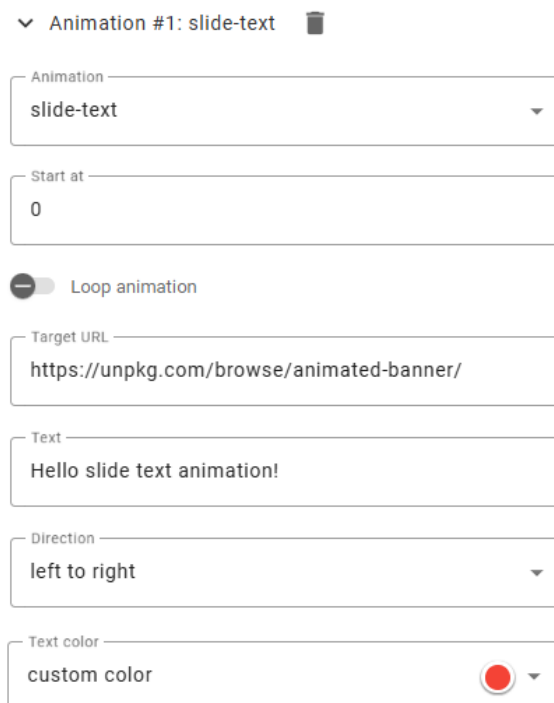 Animation #1: slide-text
Animation
slide-text
Start at
0
Loop animation
Target URL
https://unpkg.com/browse/animated-banner/
Text
Hello slide text animation!
Direction
left to right
Text color
custom color